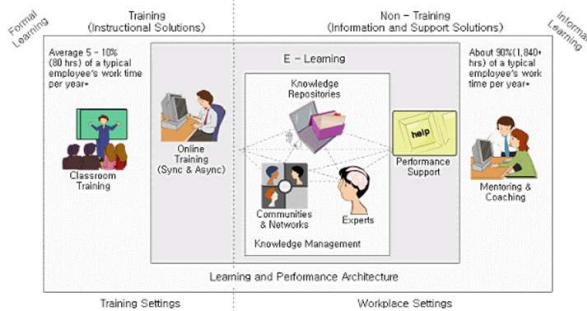 Formal
Learning
Training
(Instructional Solutions)
Non - Training
(Information and Support Solutions)
Informal
Learning
Average 5 - 10%
(80 hrs) of a typical
employee's work time
per year*
E - Learning
About 90%(1,840+
hrs) of a typical
employee's work
time per year*
Knowledge
Repositories
help
Online
Training
(Sync & Async)
Classroom
Training
Performance
Support
Mentoring &
Coaching
Communities
& Networks
Experts
Knowledge Management
Learning and Performance Architecture
Training Settings
Workplace Settings